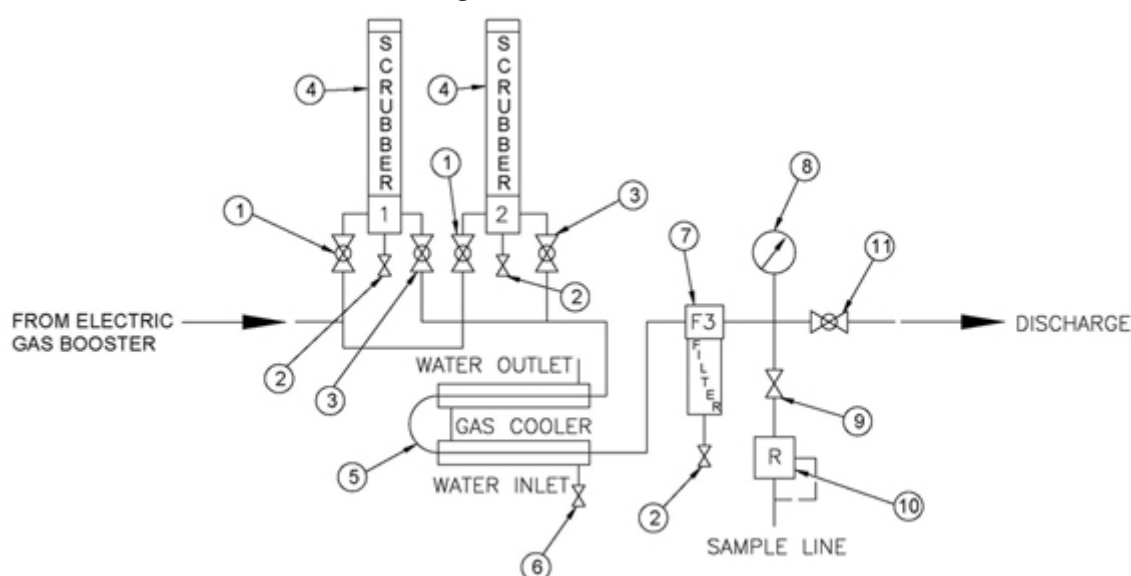 SCRUBBER
SCRUBBER
4
4
1
8
3
1
1
2
7
11
2
FROM ELECTRIC
GAS BOOSTER
F3
DISCHARGE
FILTER
2
3
WATER OUTLET
GAS COOLER
9
5
WATER INLET
R
10
2
6
SAMPLE LINE